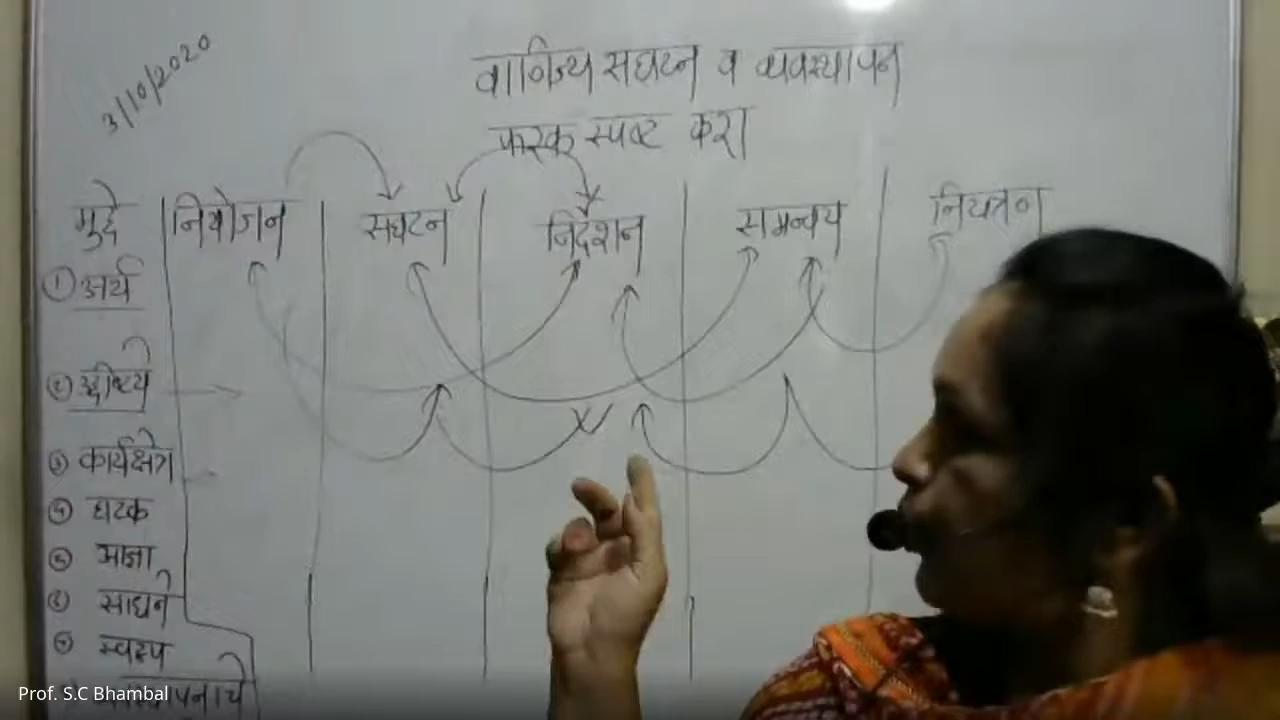 3/10/2020
वाणिज्य संघटन व व्यवस्थापन
फरक स्पष्ट करा
मुद्दे नियोजन संघटन निर्देशन समन्वय नियंत्रण
① अर्थ
② उद्दीष्टये
③ कार्यक्षेत्र
④ घटक
⑤
⑥ साधने
⑦ स्वरूप
Prof. S.C Bhambal